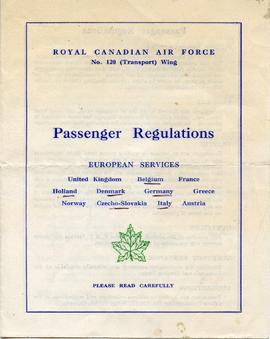 ROYAL CANADIAN AIR FORCE
No. 120 (Transport) Wing
Passenger Regulations
EUROPEAN SERVICES
United Kingdom Belgium France
Holland Denmark Germany Greece
Norway Czecho-Slovakia Italy Austria
PLEASE READ CAREFULLY